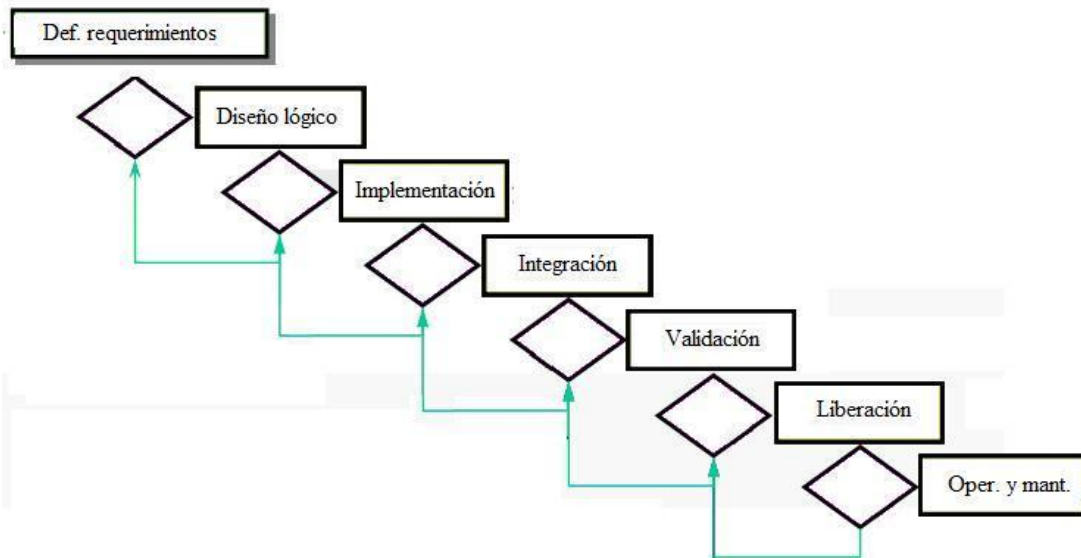 Def. requerimientos
Diseño lógico
Implementación
Integración
Validación
Liberación
Oper. y mant.